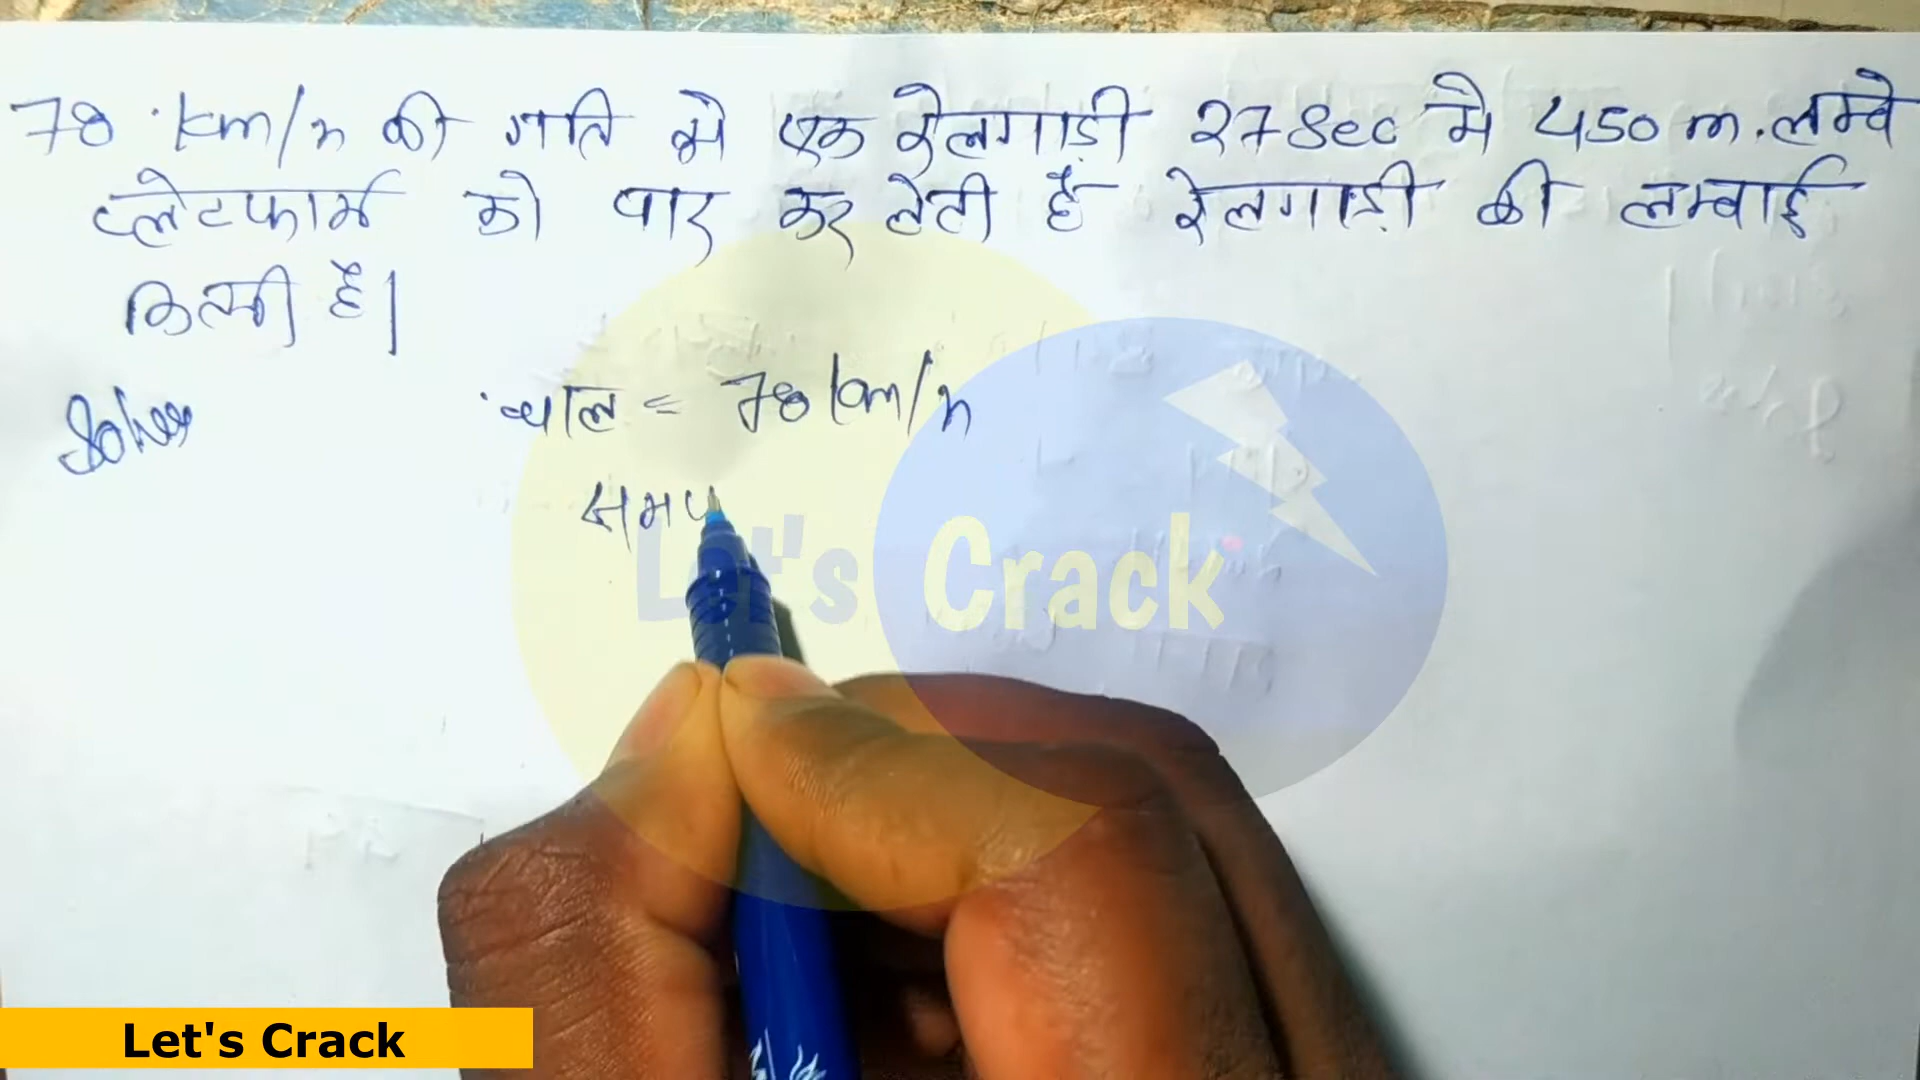 78 km/h की गति से एक रेलगाड़ी 27 Sec मे 450 m. लम्बे
प्लेटफार्म को पार कर लेती है रेलगाड़ी की लम्बाई
कितनी है।
चाल = 78 km/h
समय
Let's Crack
Let's Crack